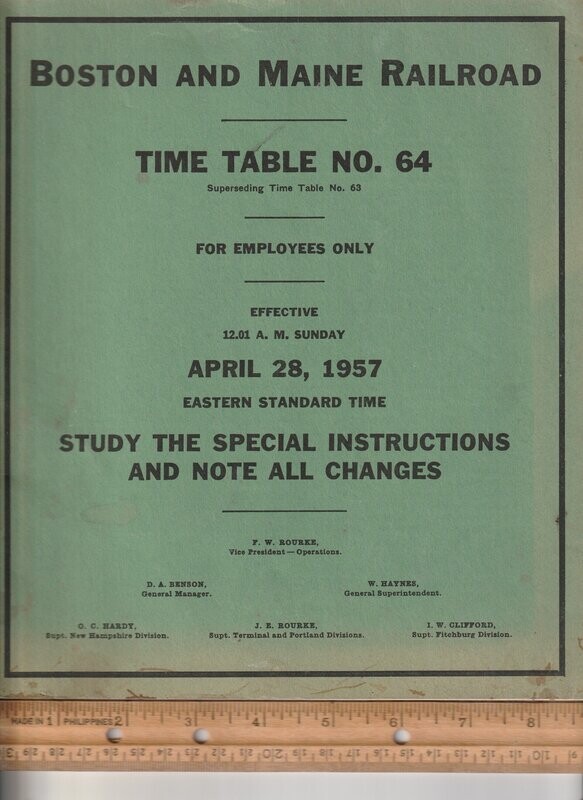 BOSTON AND MAINE RAILROAD
TIME TABLE NO. 64
Superseding Time Table No. 63
FOR EMPLOYEES ONLY
EFFECTIVE
12.01 A. M. SUNDAY
APRIL 28, 1957
EASTERN STANDARD TIME
STUDY THE SPECIAL INSTRUCTIONS
AND NOTE ALL CHANGES
F. W. ROURKE,
Vice President — Operations.
D. A. BENSON,
General Manager.
W. HAYNES,
General Superintendent.
G. C. HARDY,
Supt. New Hampshire Division.
J. E. ROURKE,
Supt. Terminal and Portland Divisions.
I. W. CLIFFORD,
Supt. Fitchburg Division.
MADE IN 1 PHILIPPINES 2 3 4 5 6 7 8